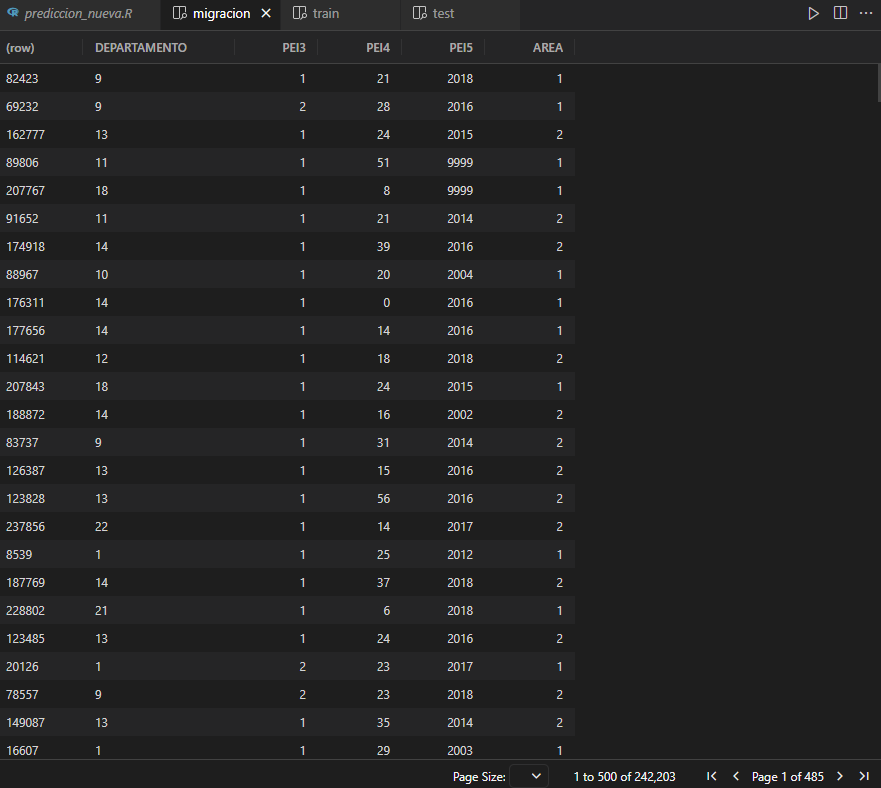 prediccion_nueva.R migracion train test
(row) DEPARTAMENTO PEI3 PEI4 PEI5 AREA
82423 9 1 21 2018 1
69232 9 2 28 2016 1
162777 13 1 24 2015 2
89806 11 1 51 9999 1
207767 18 1 8 9999 1
91652 11 1 21 2014 2
174918 14 1 39 2016 2
88967 10 1 20 2004 1
176311 14 1 0 2016 1
177656 14 1 14 2016 1
114621 12 1 18 2018 2
207843 18 1 24 2015 1
188872 14 1 16 2002 2
83737 9 1 31 2014 2
126387 13 1 15 2016 2
123828 13 1 56 2016 2
237856 22 1 14 2017 2
8539 1 1 25 2012 1
187769 14 1 37 2018 2
228802 21 1 6 2018 1
123485 13 1 24 2016 2
20126 1 2 23 2017 1
78557 9 2 23 2018 2
149087 13 1 35 2014 2
16607 1 1 29 2003 1
Page Size: 1 to 500 of 242,203 Page 1 of 485